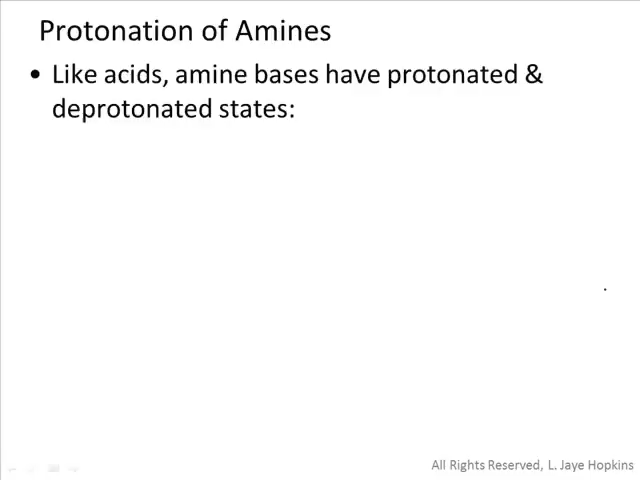 Protonation of Amines
• Like acids, amine bases have protonated &
deprotonated states:
All Rights Reserved, L. Jaye Hopkins